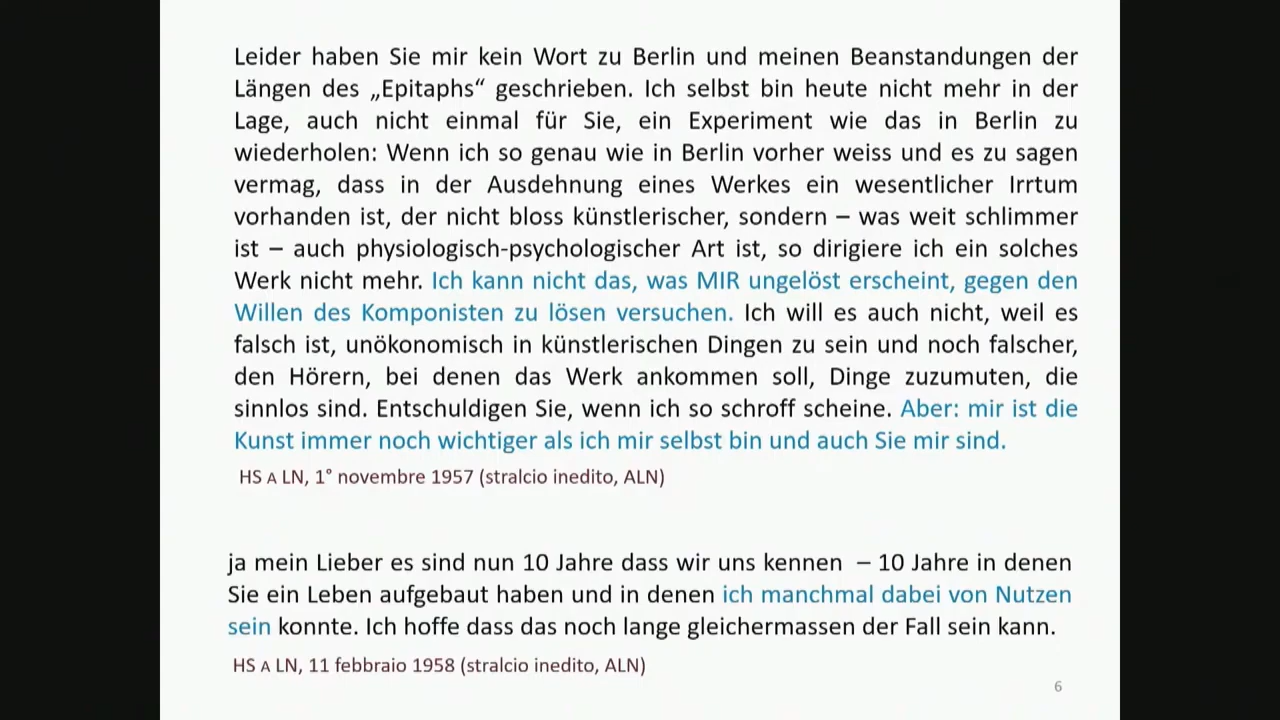 Leider haben Sie mir kein Wort zu Berlin und meinen Beanstandungen der
Längen des „Epitaphs“ geschrieben. Ich selbst bin heute nicht mehr in der
Lage, auch nicht einmal für Sie, ein Experiment wie das in Berlin zu
wiederholen: Wenn ich so genau wie in Berlin vorher weiss und es zu sagen
vermag, dass in der Ausdehnung eines Werkes ein wesentlicher Irrtum
vorhanden ist, der nicht bloss künstlerischer, sondern – was weit schlimmer
ist – auch physiologisch-psychologischer Art ist, so dirigiere ich ein solches
Werk nicht mehr. Ich kann nicht das, was MIR ungelöst erscheint, gegen den
Willen des Komponisten zu lösen versuchen. Ich will es auch nicht, weil es
falsch ist, unökonomisch in künstlerischen Dingen zu sein und noch falscher,
den Hörern, bei denen das Werk ankommen soll, Dinge zuzumuten, die
sinnlos sind. Entschuldigen Sie, wenn ich so schroff scheine. Aber: mir ist die
Kunst immer noch wichtiger als ich mir selbst bin und auch Sie mir sind.
HS A LN, 1° novembre 1957 (stralcio inedito, ALN)
ja mein Lieber es sind nun 10 Jahre dass wir uns kennen – 10 Jahre in denen
Sie ein Leben aufgebaut haben und in denen ich manchmal dabei von Nutzen
sein konnte. Ich hoffe dass das noch lange gleichermassen der Fall sein kann.
HS A LN, 11 febbraio 1958 (stralcio inedito, ALN)
6